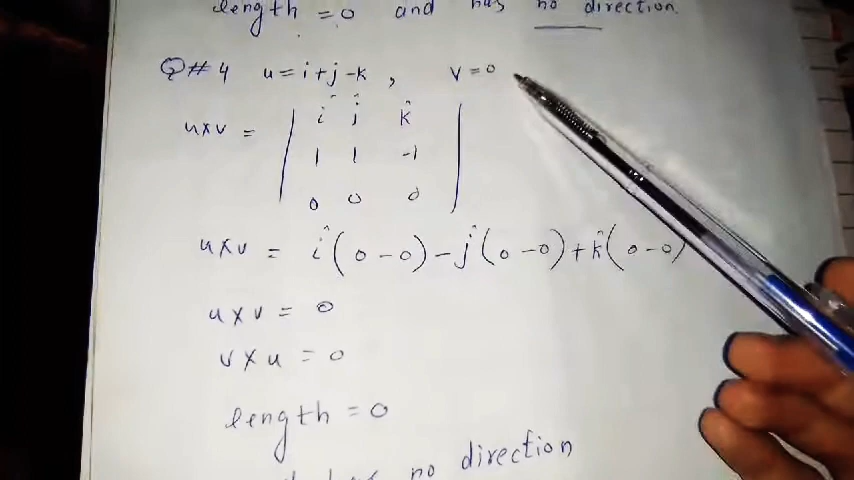 length = 0 and has no direction.
Q#4 u = i+j-k, v = 0
u×v = | î ĵ k̂ |
1 1 -1
0 0 0
u×v = î(0-0) - ĵ(0-0) + k̂(0-0)
u×v = 0
v×u = 0
length = 0
has no direction